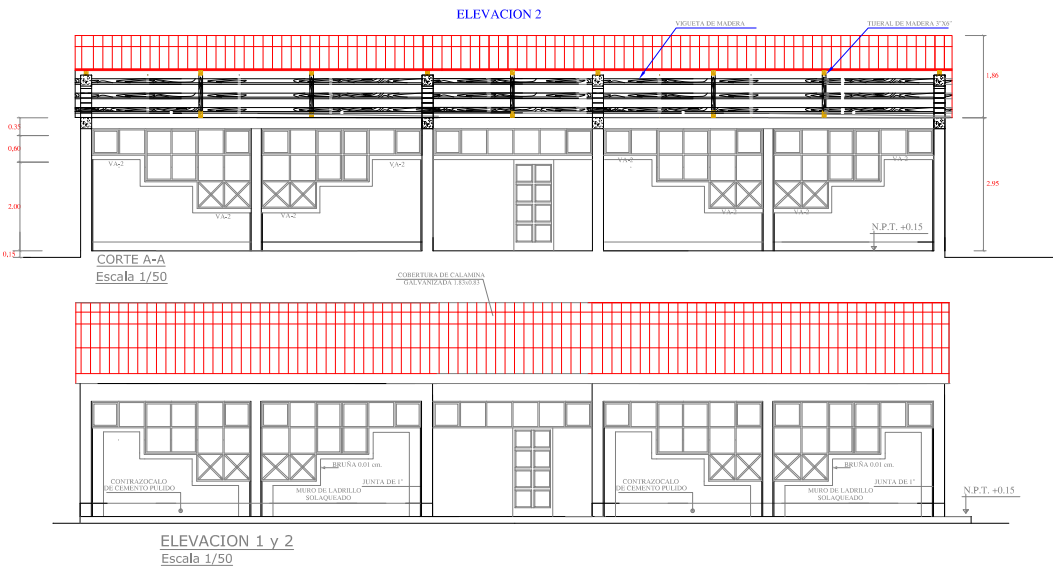 ELEVACION 2
VIGUETA DE MADERA
TIJERAL DE MADERA 3"X6"
1,86
0.35
0,60
VA-2
VA-2
VA-2
VA-2
2.95
VA-2
VA-2
VA-2
VA-2
2.00
N.P.T. +0.15
0,15
CORTE A-A
Escala 1/50
COBERTURA DE CALAMINA
GALVANIZADA 1.83x0.83
BRUÑA 0.01 cm.
BRUÑA 0.01 cm.
CONTRAZOCALO
DE CEMENTO PULIDO
JUNTA DE 1"
MURO DE LADRILLO
SOLAQUEADO
CONTRAZOCALO
DE CEMENTO PULIDO
JUNTA DE 1"
MURO DE LADRILLO
SOLAQUEADO
N.P.T. +0.15
ELEVACION 1 y 2
Escala 1/50